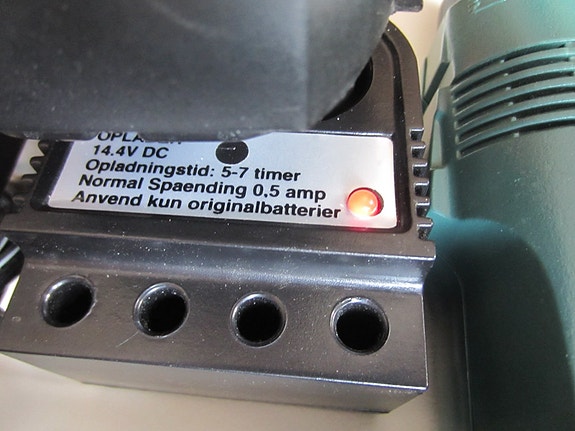 14.4V DC
Opladningstid: 5-7 timer
Normal Spaending 0,5 amp
Anvend kun originalbatterier